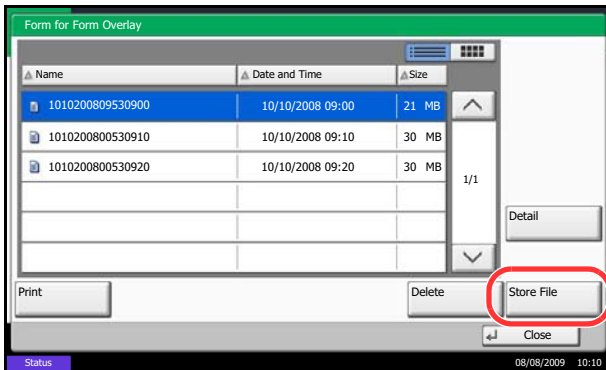 Form for Form Overlay
Name Date and Time Size
1010200809530900 10/10/2008 09:00 21 MB
1010200800530910 10/10/2008 09:10 30 MB
1010200800530920 10/10/2008 09:20 30 MB
1/1
Detail
Print Delete Store File
Close
Status 08/08/2009 10:10